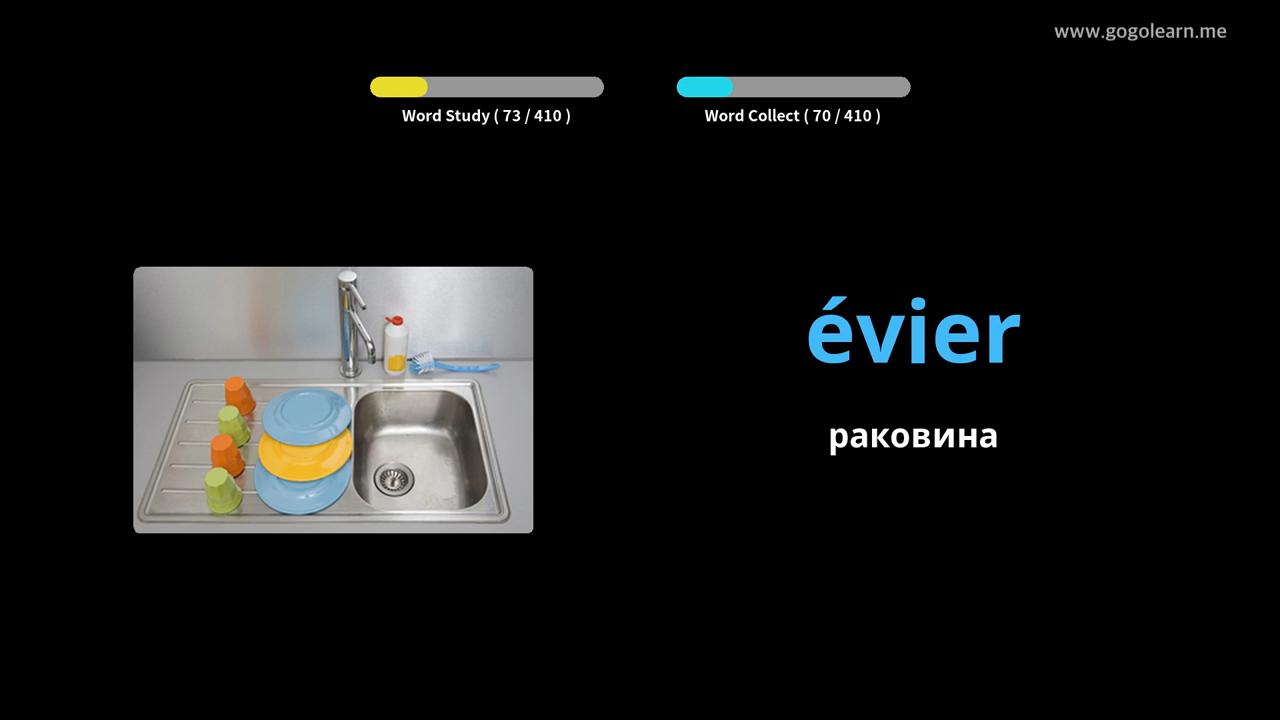 www.gogolearn.me
Word Study ( 73 / 410 )
Word Collect ( 70 / 410 )
évier
раковина